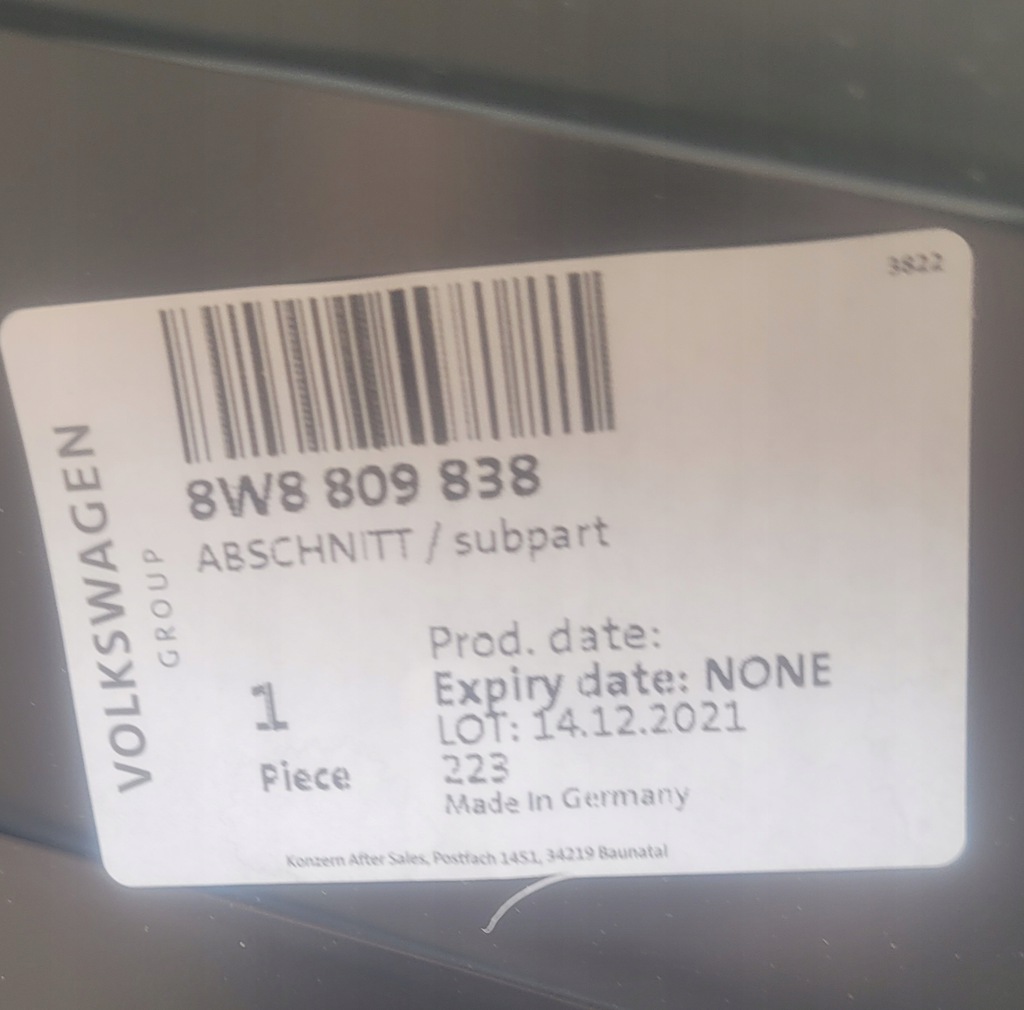 3822
VOLKSWAGEN
GROUP
8W8 809 838
ABSCHNITT / subpart
1
Piece
Prod. date:
Expiry date: NONE
LOT: 14.12.2021
223
Made In Germany
Konzern After Sales, Postfach 1451, 34219 Baunatal